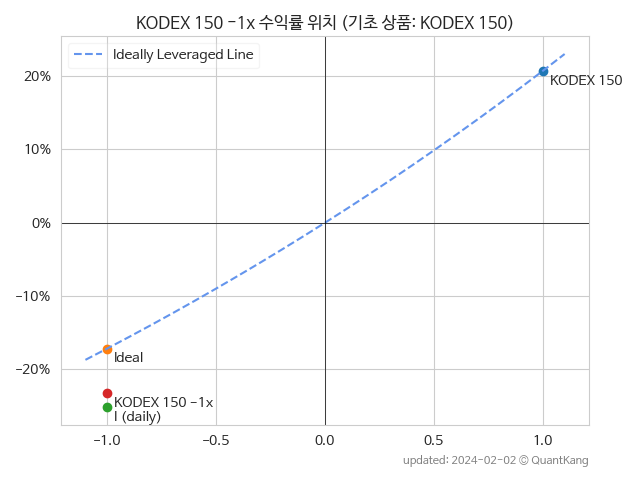 KODEX 150 −1x 수익률 위치 (기초 상품: KODEX 150)
Ideally Leveraged Line
20%
10%
0%
−10%
−20%
KODEX 150
Ideal
KODEX 150 −1x
I (daily)
−1.0
−0.5
0.0
0.5
1.0
updated: 2024-02-02 © QuantKang